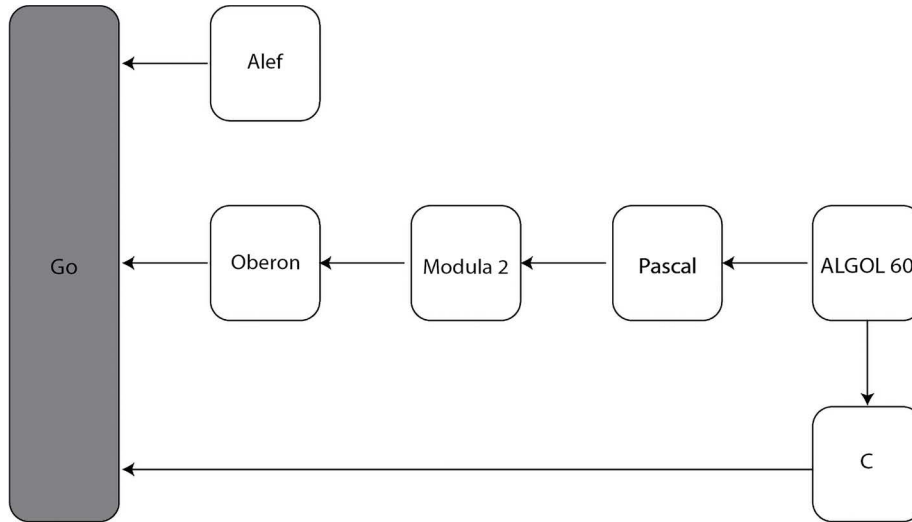 Alef
Go
Oberon
Modula 2
Pascal
ALGOL 60
C